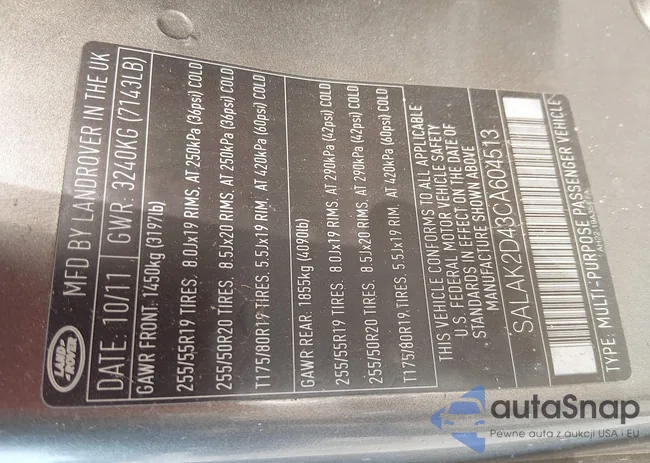 MFD BY LANDROVER IN THE UK
DATE: 10/11 GWR: 3240KG (7143LB)
GAWR FRONT: 1450kg (3197lb)
255/55R19 TIRES. 8.0Jx19 RIMS, AT 250kPa (36psi) COLD
255/50R20 TIRES. 8.5Jx20 RIMS, AT 250kPa (36psi) COLD
T175/80R19 TIRES. 5.5Jx19 RIM, AT 420kPa (60psi) COLD
GAWR REAR: 1855kg (4090lb)
255/55R19 TIRES. 8.0Jx19 RIMS, AT 290kPa (42psi) COLD
255/50R20 TIRES. 8.5Jx20 RIMS, AT 290kPa (42psi) COLD
T175/80R19 TIRES. 5.5Jx19 RIM, AT 420kPa (60psi) COLD
THIS VEHICLE CONFORMS TO ALL APPLICABLE
U.S. FEDERAL MOTOR VEHICLE SAFETY
STANDARDS IN EFFECT ON THE DATE OF
MANUFACTURE SHOWN ABOVE
SALAK2D43CA604513
TYPE: MULTI-PURPOSE PASSENGER VEHICLE
LAND
ROVER
autaSnap
Pewne auta z aukcji USA i EU